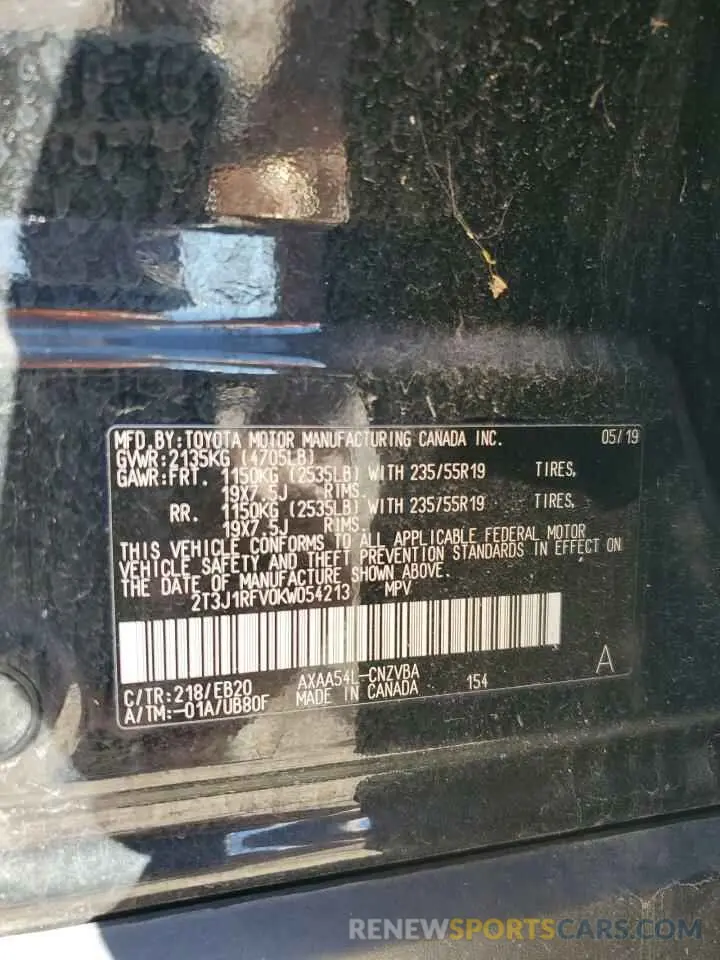 MFD.BY:TOYOTA MOTOR MANUFACTURING CANADA INC. 05/19
GVWR:2135KG (4705LB)
GAWR:FRT. 1150KG (2535LB) WITH 235/55R19 TIRES,
19X7.5J RIMS.
RR. 1150KG (2535LB) WITH 235/55R19 TIRES,
19X7.5J RIMS.
THIS VEHICLE CONFORMS TO ALL APPLICABLE FEDERAL MOTOR
VEHICLE SAFETY AND THEFT PREVENTION STANDARDS IN EFFECT ON
THE DATE OF MANUFACTURE SHOWN ABOVE.
2T3J1RFV0KW054213 MPV
C/TR:218/EB20 AXAA54L-CNZVBA 154 A
A/TM:-01A/UB80F MADE IN CANADA
RENEWSPORTSCARS.COM